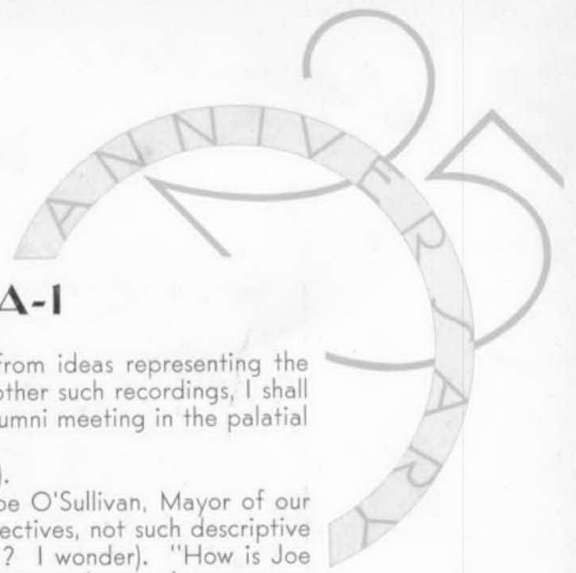 25
ANNIVERSARY
A-1
from ideas representing the
other such recordings, I shall
umni meeting in the palatial
).
oe O'Sullivan, Mayor of our
ectives, not such descriptive
? I wonder). "How is Joe